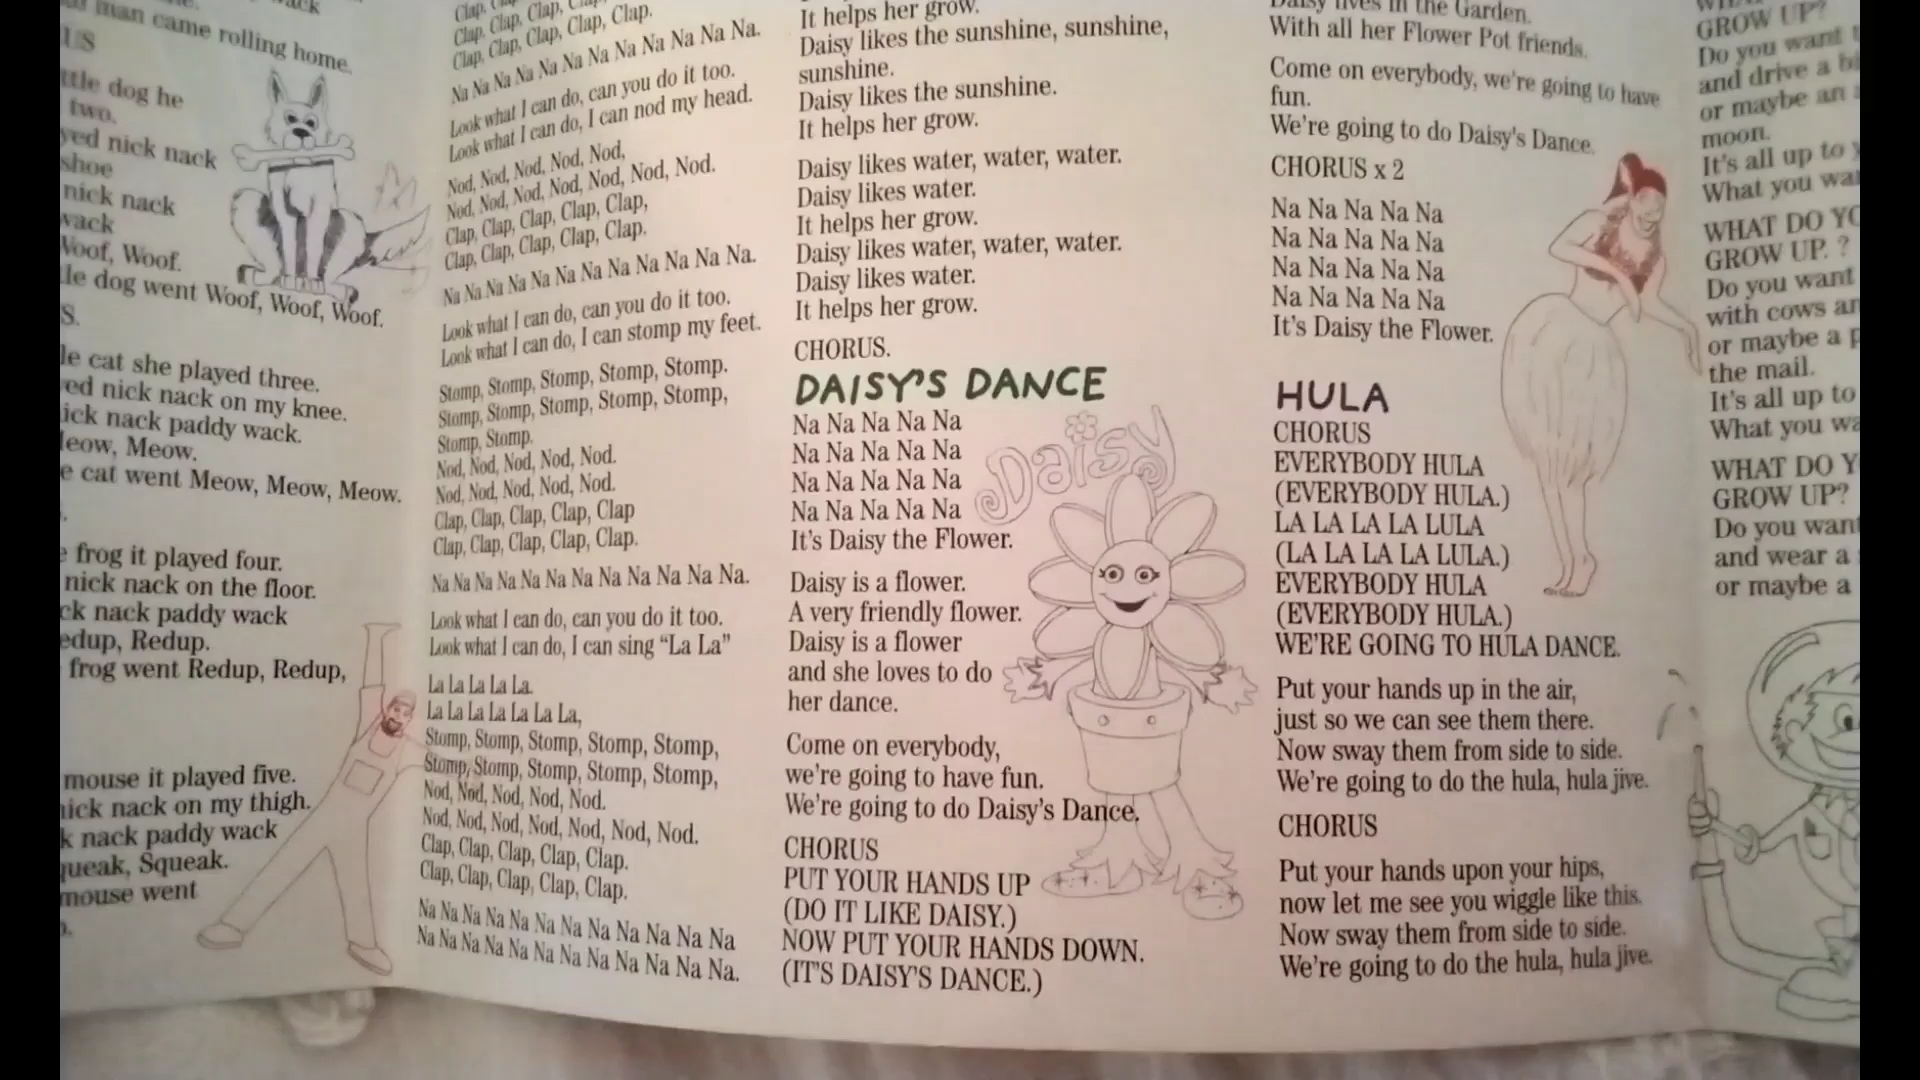 man came rolling home.
US
ttle dog he
two.
yed nick nack
shoe
nick nack
wack
Woof, Woof.
le dog went Woof, Woof, Woof.
S.
le cat she played three.
ed nick nack on my knee.
ick nack paddy wack.
Meow, Meow.
e cat went Meow, Meow, Meow.
e frog it played four.
nick nack on the floor.
ck nack paddy wack
edup, Redup.
frog went Redup, Redup,
mouse it played five.
nick nack on my thigh.
k nack paddy wack
queak, Squeak.
mouse went
Clap, Clap, Clap,
Clap, Clap, Clap, Clap, Clap.
Na Na Na Na Na Na Na Na Na Na Na.
Look what I can do, can you do it too.
Look what I can do, I can nod my head.
Nod, Nod, Nod, Nod, Nod,
Nod, Nod, Nod, Nod, Nod, Nod, Nod.
Clap, Clap, Clap, Clap, Clap,
Clap, Clap, Clap, Clap, Clap.
Na Na Na Na Na Na Na Na Na Na Na.
Look what I can do, can you do it too.
Look what I can do, I can stomp my feet.
Stomp, Stomp, Stomp, Stomp, Stomp.
Stomp, Stomp, Stomp, Stomp, Stomp,
Stomp, Stomp.
Nod, Nod, Nod, Nod, Nod.
Nod, Nod, Nod, Nod, Nod.
Clap, Clap, Clap, Clap, Clap
Clap, Clap, Clap, Clap, Clap.
Na Na Na Na Na Na Na Na Na Na Na Na.
Look what I can do, can you do it too.
Look what I can do, I can sing “La La”
La La La La La.
La La La La La La La,
Stomp, Stomp, Stomp, Stomp, Stomp,
Stomp, Stomp, Stomp, Stomp, Stomp,
Nod, Nod, Nod, Nod, Nod.
Nod, Nod, Nod, Nod, Nod, Nod, Nod.
Clap, Clap, Clap, Clap, Clap.
Clap, Clap, Clap, Clap, Clap.
Na Na Na Na Na Na Na Na Na Na Na Na
Na Na Na Na Na Na Na Na Na Na Na Na.
It helps her grow.
Daisy likes the sunshine, sunshine,
sunshine.
Daisy likes the sunshine.
It helps her grow.
Daisy likes water, water, water.
Daisy likes water.
It helps her grow.
Daisy likes water, water, water.
Daisy likes water.
It helps her grow.
CHORUS.
DAISY'S DANCE
Na Na Na Na Na
Na Na Na Na Na
Na Na Na Na Na
Na Na Na Na Na
It's Daisy the Flower.
Daisy
Daisy is a flower.
A very friendly flower.
Daisy is a flower
and she loves to do
her dance.
Come on everybody,
we're going to have fun.
We're going to do Daisy's Dance.
CHORUS
PUT YOUR HANDS UP
(DO IT LIKE DAISY.)
NOW PUT YOUR HANDS DOWN.
(IT'S DAISY'S DANCE.)
Daisy lives in the Garden.
With all her Flower Pot friends.
Come on everybody, we're going to have
fun.
We're going to do Daisy's Dance.
CHORUS x 2
Na Na Na Na Na
Na Na Na Na Na
Na Na Na Na Na
Na Na Na Na Na
It's Daisy the Flower.
HULA
CHORUS
EVERYBODY HULA
(EVERYBODY HULA.)
LA LA LA LA LULA
(LA LA LA LA LULA.)
EVERYBODY HULA
(EVERYBODY HULA.)
WE'RE GOING TO HULA DANCE.
Put your hands up in the air,
just so we can see them there.
Now sway them from side to side.
We're going to do the hula, hula jive.
CHORUS
Put your hands upon your hips,
now let me see you wiggle like this.
Now sway them from side to side.
We're going to do the hula, hula jive.
GROW UP?
Do you want
and drive a
or maybe an
moon.
It's all up to
What you
WHAT DO
GROW UP. ?
Do you want
with cows
or maybe a
the mail.
It's all up to
What you
WHAT DO
GROW UP?
Do you want
and wear a
or maybe a